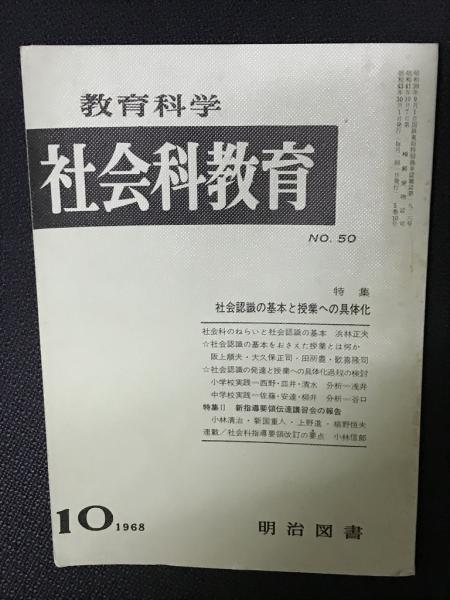 教育科学
社会科教育
NO. 50
特集
社会認識の基本と授業への具体化
社会科のねらいと社会認識の基本 浜林正夫
☆社会認識の基本をおさえた授業とは何か
阪上順夫・大久保正司・田所豊・歓喜隆司
☆社会認識の発達と授業への具体化過程の検討
小学校実践=西野・皿井・清水 分析=浅井
中学校実践=佐藤・安達・柳井 分析=谷口
特集II 新指導要領伝達講習会の報告
小林清治・新国重人・上野進・植野恒夫
連載/社会科指導要領改訂の要点 小林信郎
10 1968
明治図書